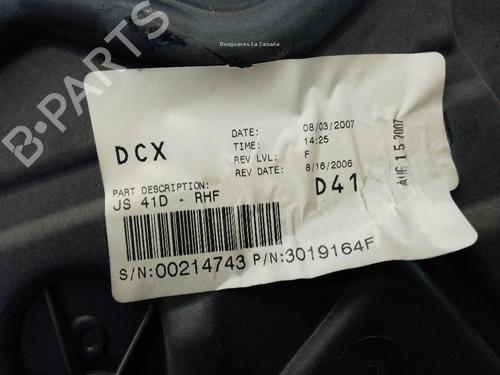 Desguaces La Cabaña
B-PARTS
DCX
DATE: 08/03/2007
TIME: 14:25
REV LVL: F
REV DATE: 8/16/2006
PART DESCRIPTION:
JS 41D - RHF
D41
AUG 15 2007
S/N:00214743 P/N:3019164F